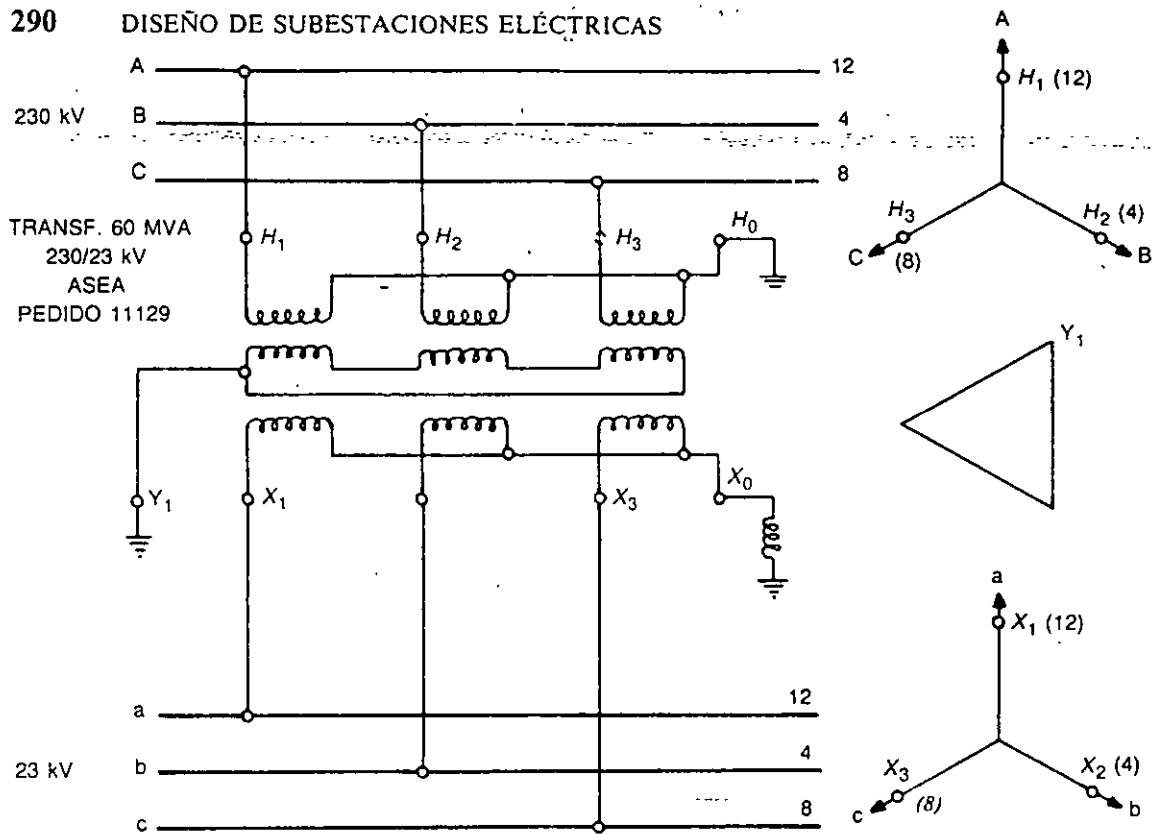 290 DISEÑO DE SUBESTACIONES ELÉCTRICAS
A 12
230 kV B 4
C 8
TRANSF. 60 MVA
230/23 kV
ASEA
PEDIDO 11129
H₁ H₂ H₃ H₀
Y₁ X₁ X₃ X₀
a 12
23 kV b 4
c 8
A
H₁ (12)
H₃ H₂ (4)
C (8) B
Y₁
a
X₁ (12)
X₃ X₂ (4)
c (8) b